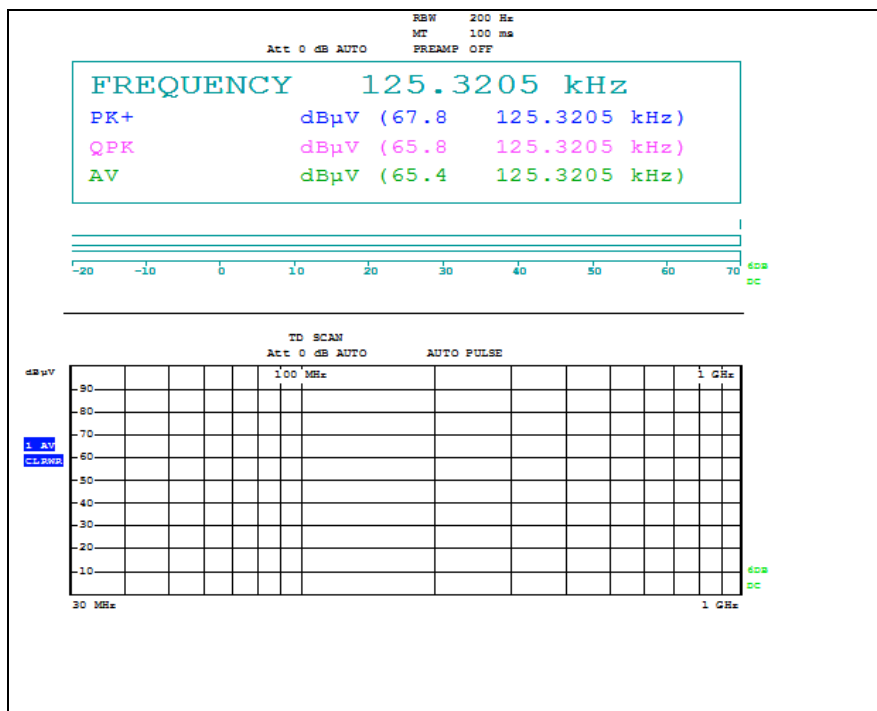 RBW 200 Hz
MT 100 ms
Att 0 dB AUTO PREAMP OFF
FREQUENCY 125.3205 kHz
PK+ dBµV (67.8 125.3205 kHz)
QPK dBµV (65.8 125.3205 kHz)
AV dBµV (65.4 125.3205 kHz)
-20 -10 0 10 20 30 40 50 60 70
6DB
DC
TD SCAN
Att 0 dB AUTO AUTO PULSE
dBµV
100 MHz 1 GHz
90
80
70
1 AV
CLRWR
60
50
40
30
20
10
6DB
DC
30 MHz 1 GHz